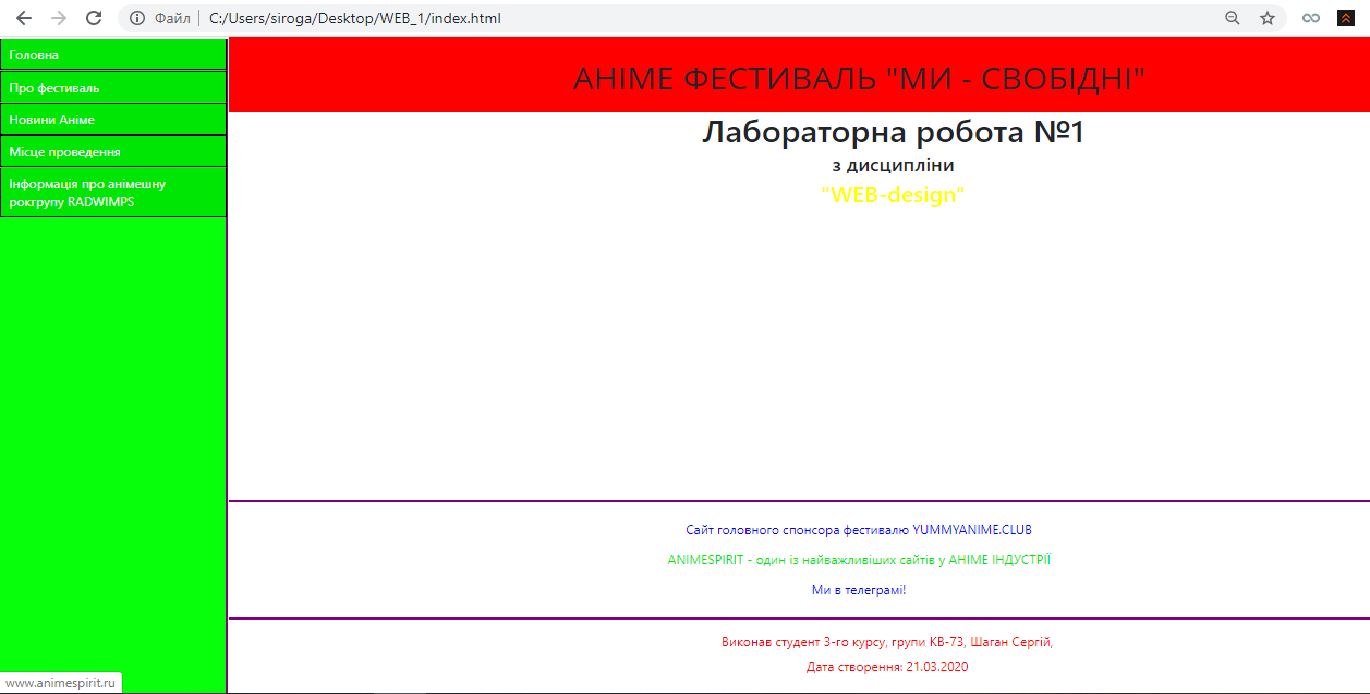 Файл
C:/Users/siroga/Desktop/WEB_1/index.html
Головна
Про фестиваль
Новини Аніме
Місце проведення
Інформація про анімешну
рокгрупу RADWIMPS
АНІМЕ ФЕСТИВАЛЬ "МИ - СВОБІДНІ"
Лабораторна робота №1
з дисципліни
"WEB-design"
Сайт головного спонсора фестивалю YUMMYANIME.CLUB
ANIMESPIRIT - один із найважливіших сайтів у АНІМЕ ІНДУСТРІЇ
Ми в телеграмі!
Виконав студент 3-го курсу, групи КВ-73, Шаган Сергій,
Дата створення: 21.03.2020
www.animespirit.ru